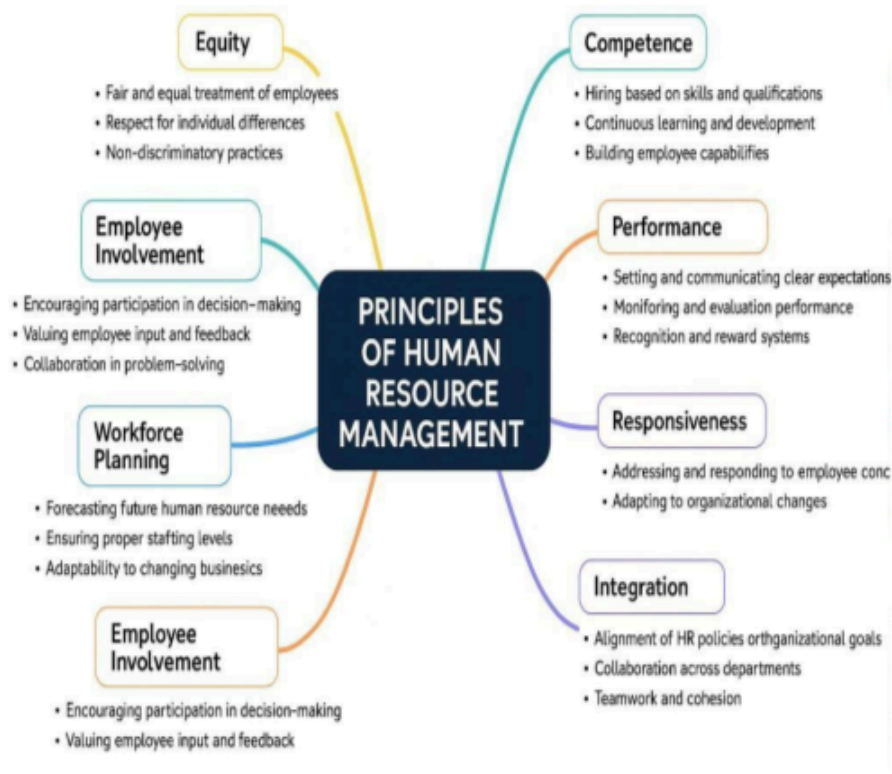 Equity
• Fair and equal treatment of employees
• Respect for individual differences
• Non-discriminatory practices
Employee
Involvement
• Encouraging participation in decision-making
• Valuing employee input and feedback
• Collaboration in problem-solving
Workforce
Planning
• Forecasting future human resource neeeds
• Ensuring proper stafting levels
• Adaptability to changing businesics
Employee
Involvement
• Encouraging participation in decision-making
• Valuing employee input and feedback
PRINCIPLES
OF HUMAN
RESOURCE
MANAGEMENT
Competence
• Hiring based on skills and qualifications
• Continuous learning and development
• Building employee capabilifies
Performance
• Setting and communicating clear expectations
• Moniforing and evaluation performance
• Recognition and reward systems
Responsiveness
• Addressing and responding to employee conc
• Adapting to organizational changes
Integration
• Alignment of HR policies orthganizational goals
• Collaboration across departments
• Teamwork and cohesion